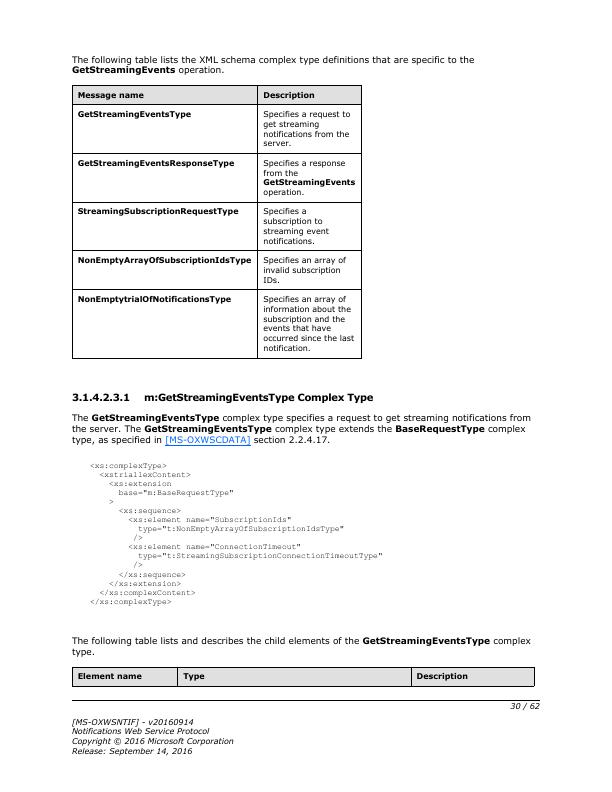 The following table lists the XML schema complex type definitions that are specific to the
GetStreamingEvents operation.
Message name Description
GetStreamingEventsType Specifies a request to
get streaming
notifications from the
server.
GetStreamingEventsResponseType Specifies a response
from the
GetStreamingEvents
operation.
StreamingSubscriptionRequestType Specifies a
subscription to
streaming event
notifications.
NonEmptyArrayOfSubscriptionIdsType Specifies an array of
invalid subscription
IDs.
NonEmptytrialOfNotificationsType Specifies an array of
information about the
subscription and the
events that have
occurred since the last
notification.
3.1.4.2.3.1 m:GetStreamingEventsType Complex Type
The GetStreamingEventsType complex type specifies a request to get streaming notifications from
the server. The GetStreamingEventsType complex type extends the BaseRequestType complex
type, as specified in [MS-OXWSCDATA] section 2.2.4.17.
<xs:complexType>
<xstriallexContent>
<xs:extension
base="m:BaseRequestType"
>
<xs:sequence>
<xs:element name="SubscriptionIds"
type="t:NonEmptyArrayOfSubscriptionIdsType"
/>
<xs:element name="ConnectionTimeout"
type="t:StreamingSubscriptionConnectionTimeoutType"
/>
</xs:sequence>
</xs:extension>
</xs:complexContent>
</xs:complexType>
The following table lists and describes the child elements of the GetStreamingEventsType complex
type.
Element name Type Description
30 / 62
[MS-OXWSNTIF] - v20160914
Notifications Web Service Protocol
Copyright © 2016 Microsoft Corporation
Release: September 14, 2016